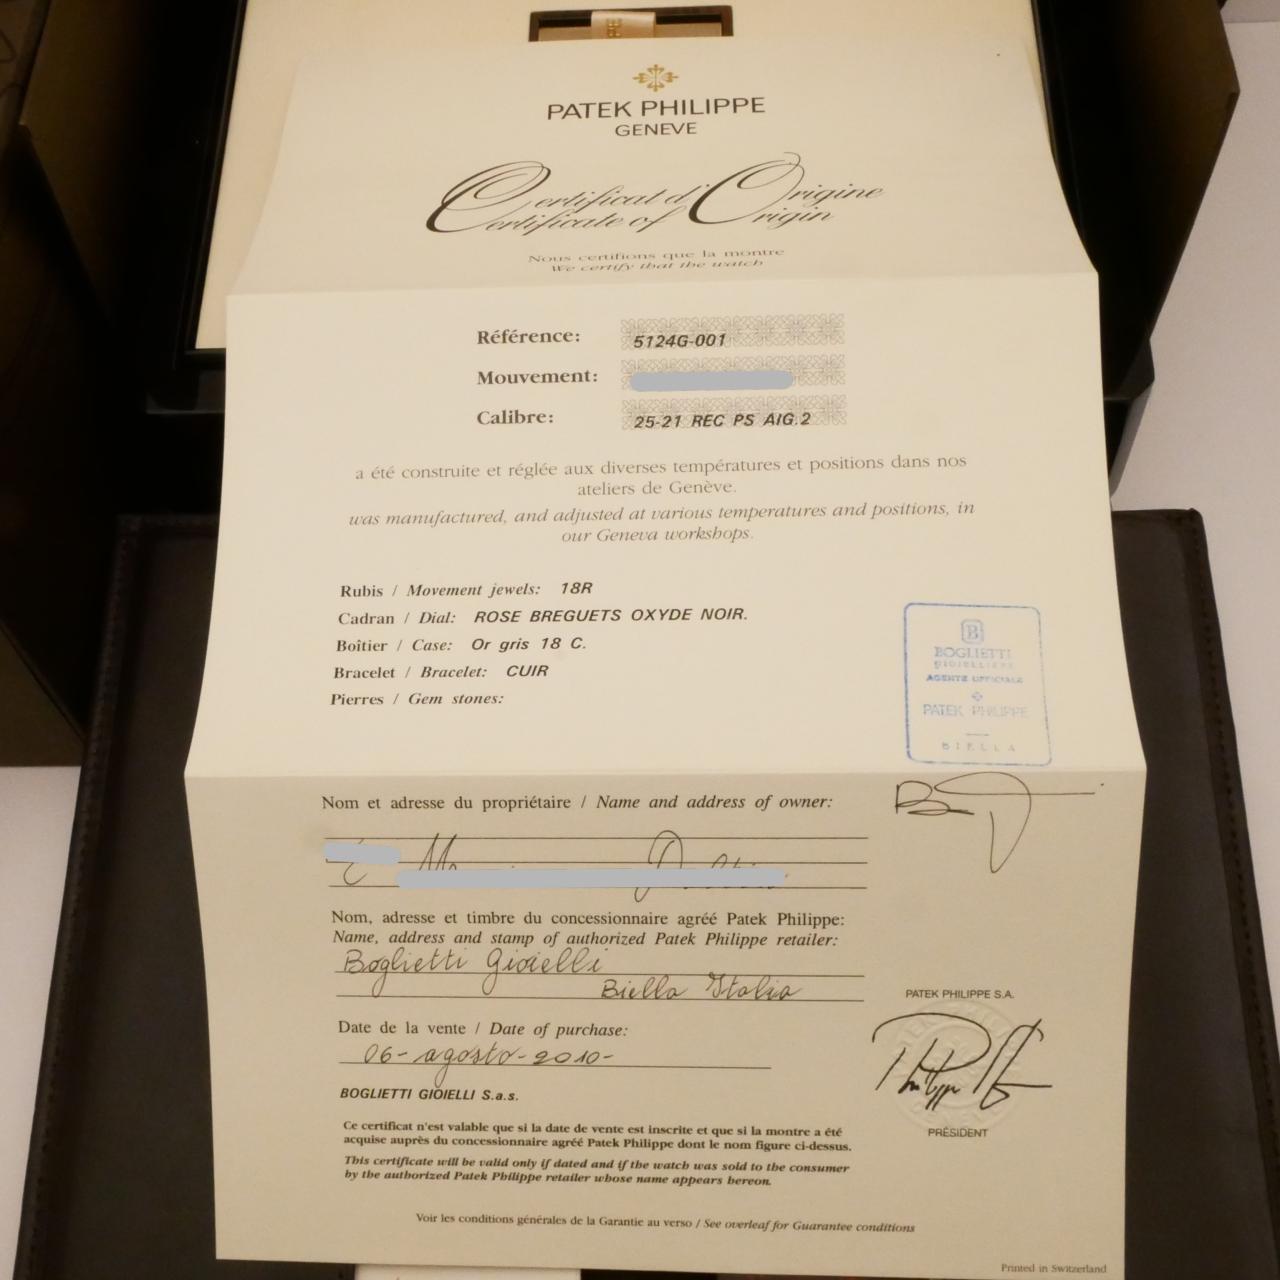 PATEK PHILIPPE
GENEVE
Certificat d'Origine
Certificate of Origin
Nous certifions que la montre
We certify that the watch
Référence: 5124G-001
Mouvement:
Calibre: 25-21 REC PS AIG.2
a été construite et réglée aux diverses températures et positions dans nos
ateliers de Genève.
was manufactured, and adjusted at various temperatures and positions, in
our Geneva workshops.
Rubis / Movement jewels: 18R
Cadran / Dial: ROSE BREGUETS OXYDE NOIR.
Boîtier / Case: Or gris 18 C.
Bracelet / Bracelet: CUIR
Pierres / Gem stones:
B
BOGLIETTI
GIOIELLIERE
AGENTE UFFICIALE
PATEK PHILIPPE
BIELLA
Nom et adresse du propriétaire / Name and address of owner:
Nom, adresse et timbre du concessionnaire agréé Patek Philippe:
Name, address and stamp of authorized Patek Philippe retailer:
Boglietti Gioielli
Biella Italia
Date de la vente / Date of purchase:
06-agosto-2010-
BOGLIETTI GIOIELLI S.a.s.
PATEK PHILIPPE S.A.
PRÉSIDENT
Ce certificat n'est valable que si la date de vente est inscrite et que si la montre a été
acquise auprès du concessionnaire agréé Patek Philippe dont le nom figure ci-dessus.
This certificate will be valid only if dated and if the watch was sold to the consumer
by the authorized Patek Philippe retailer whose name appears hereon.
Voir les conditions générales de la Garantie au verso / See overleaf for Guarantee conditions
Printed in Switzerland